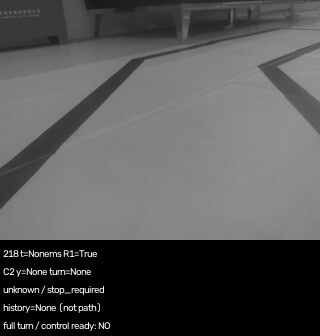 218 t=Nonems R1=True
C2 y=None turn=None
unknown / stop_required
history=None (not path)
full turn / control ready: NO